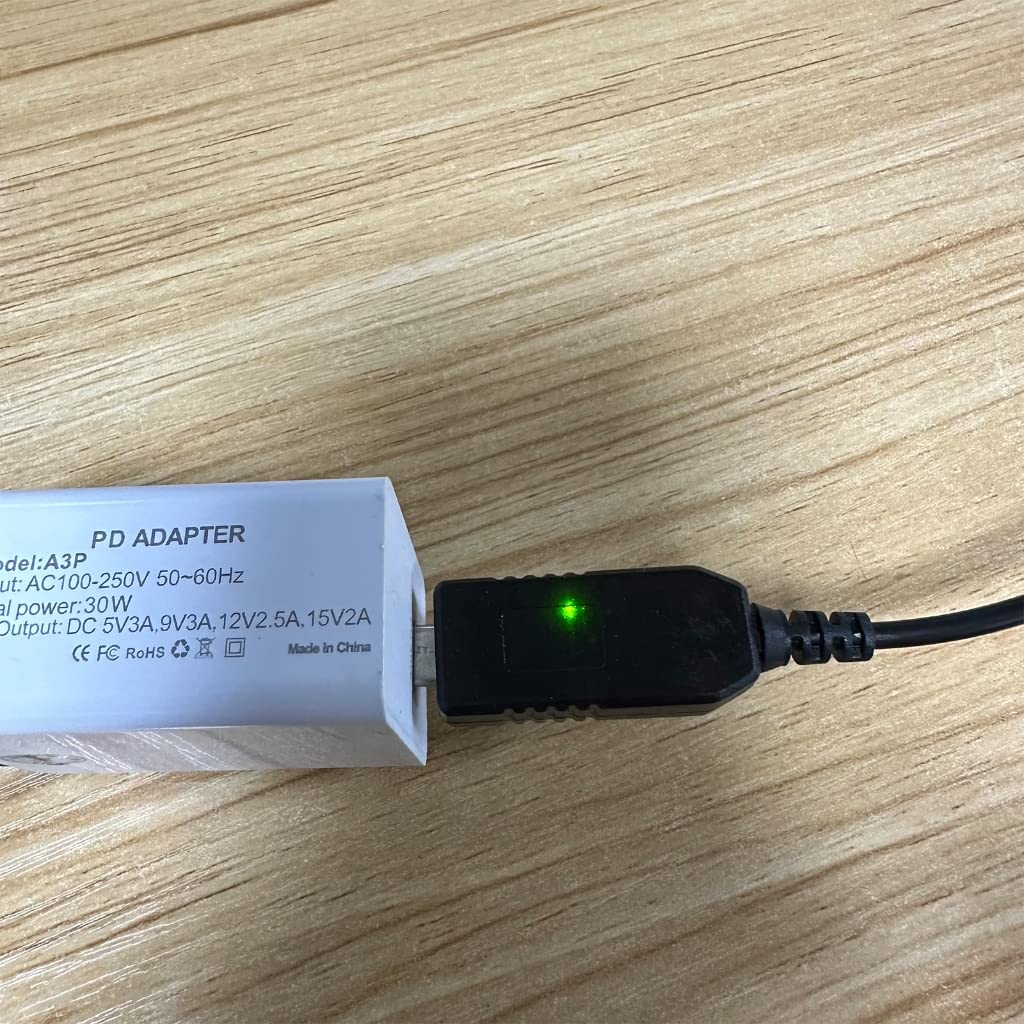 PD ADAPTER
odel:A3P
ut: AC100-250V 50~60Hz
al power:30W
Output: DC 5V3A,9V3A,12V2.5A,15V2A
CE FC RoHS
Made in China